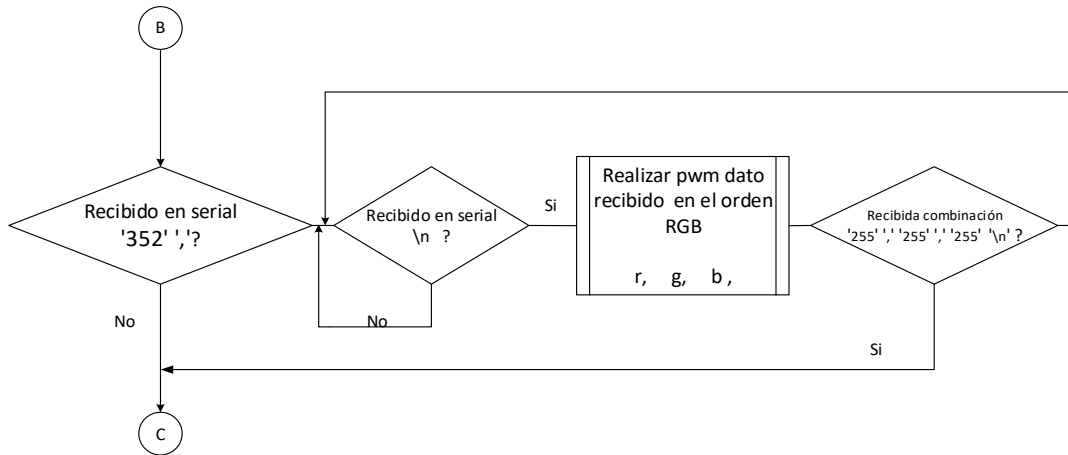 B
Recibido en serial
'352' ','?
No
Recibido en serial
\n ?
No
Si
Realizar pwm dato
recibido en el orden
RGB
r, g, b ,
Recibida combinación
'255' ',' '255' ',' '255' '\n' ?
Si
C